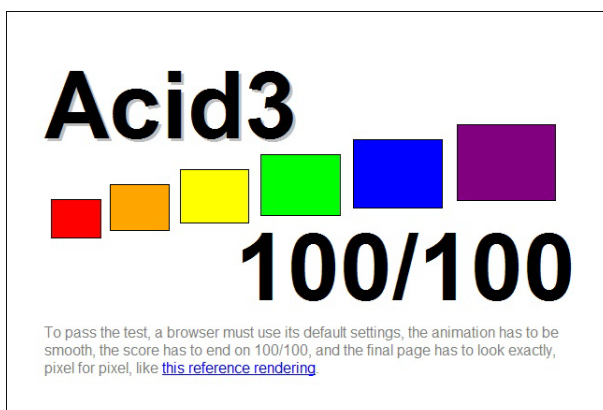 Acid3
100/100
To pass the test, a browser must use its default settings, the animation has to be
smooth, the score has to end on 100/100, and the final page has to look exactly,
pixel for pixel, like this reference rendering.